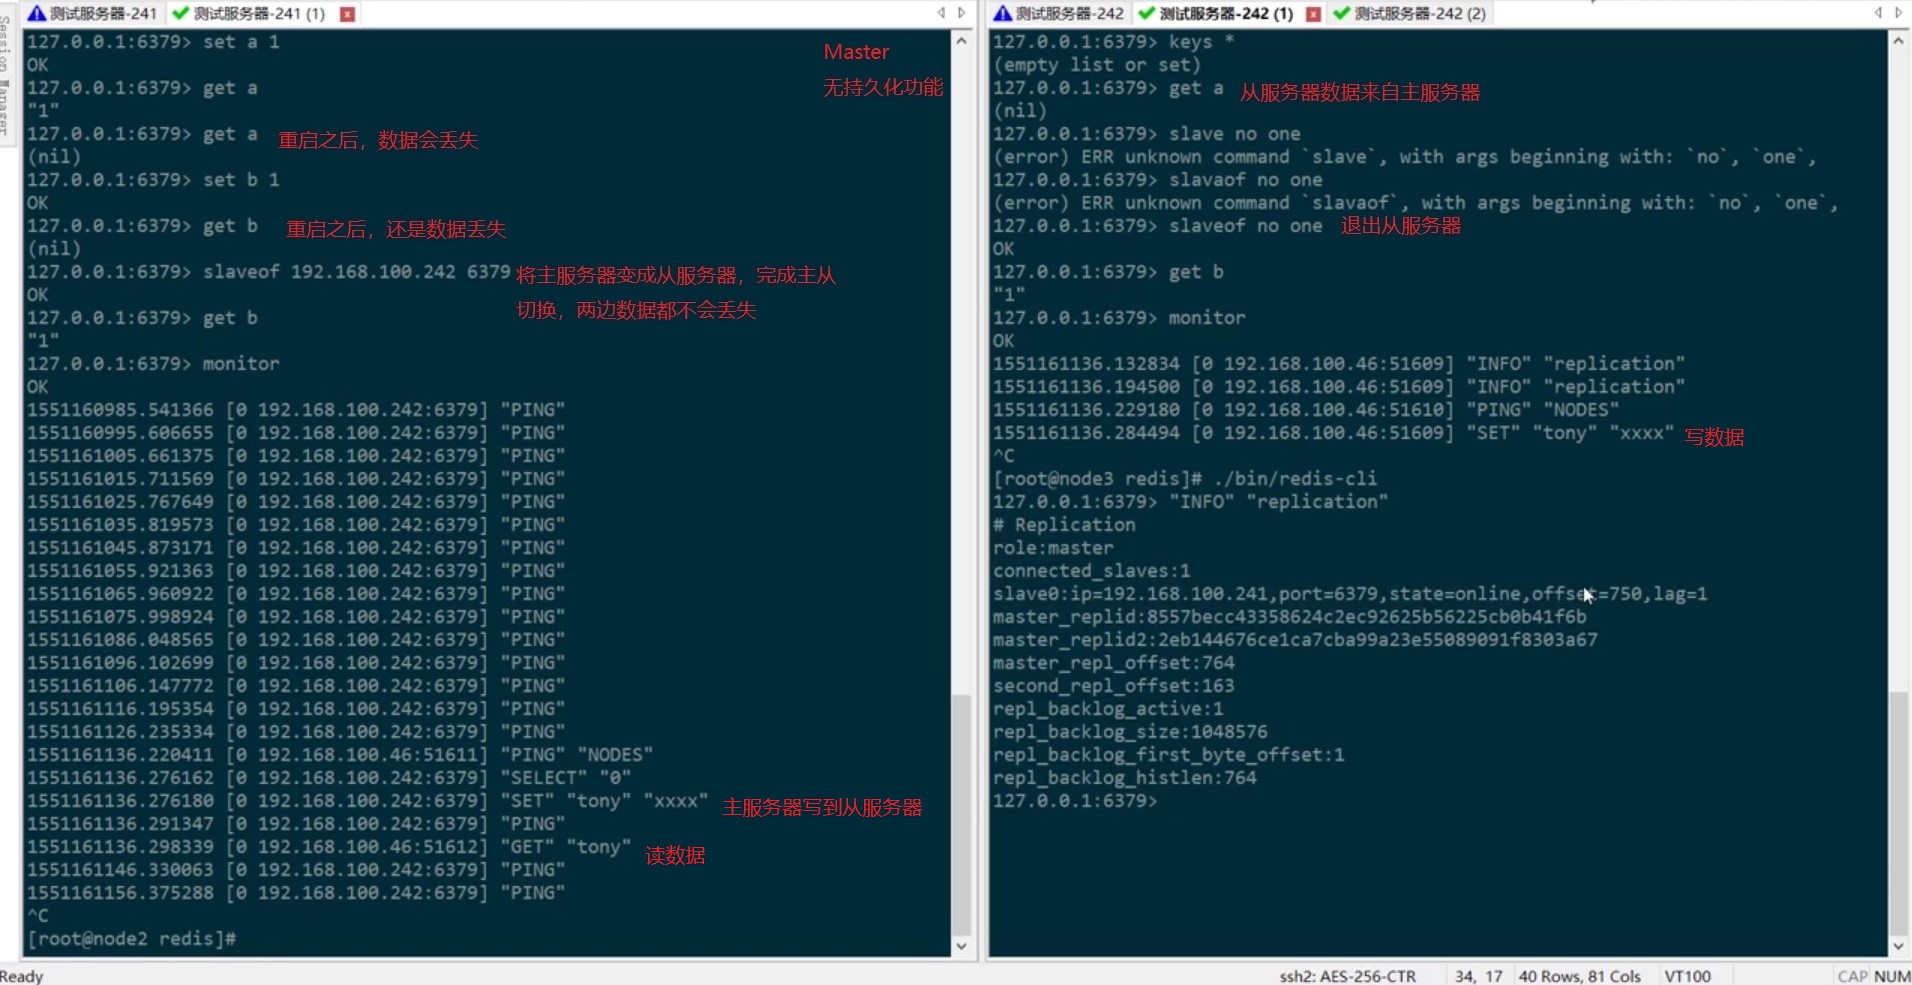 Session Manager
测试服务器-241
测试服务器-241 (1)
127.0.0.1:6379> set a 1
OK
Master
127.0.0.1:6379> get a
无持久化功能
"1"
127.0.0.1:6379> get a
重启之后，数据会丢失
(nil)
127.0.0.1:6379> set b 1
OK
127.0.0.1:6379> get b
重启之后，还是数据丢失
(nil)
127.0.0.1:6379> slaveof 192.168.100.242 6379
将主服务器变成从服务器，完成主从
OK
切换，两边数据都不会丢失
127.0.0.1:6379> get b
"1"
127.0.0.1:6379> monitor
OK
1551160985.541366 [0 192.168.100.242:6379] "PING"
1551160995.606655 [0 192.168.100.242:6379] "PING"
1551161005.661375 [0 192.168.100.242:6379] "PING"
1551161015.711569 [0 192.168.100.242:6379] "PING"
1551161025.767649 [0 192.168.100.242:6379] "PING"
1551161035.819573 [0 192.168.100.242:6379] "PING"
1551161045.873171 [0 192.168.100.242:6379] "PING"
1551161055.921363 [0 192.168.100.242:6379] "PING"
1551161065.960922 [0 192.168.100.242:6379] "PING"
1551161075.998924 [0 192.168.100.242:6379] "PING"
1551161086.048565 [0 192.168.100.242:6379] "PING"
1551161096.102699 [0 192.168.100.242:6379] "PING"
1551161106.147772 [0 192.168.100.242:6379] "PING"
1551161116.195354 [0 192.168.100.242:6379] "PING"
1551161126.235334 [0 192.168.100.242:6379] "PING"
1551161136.220411 [0 192.168.100.46:51611] "PING" "NODES"
1551161136.276162 [0 192.168.100.242:6379] "SELECT" "0"
1551161136.276180 [0 192.168.100.242:6379] "SET" "tony" "xxxx"
主服务器写到从服务器
1551161136.291347 [0 192.168.100.242:6379] "PING"
1551161136.298339 [0 192.168.100.46:51612] "GET" "tony"
读数据
1551161146.330063 [0 192.168.100.242:6379] "PING"
1551161156.375288 [0 192.168.100.242:6379] "PING"
^C
[root@node2 redis]#
测试服务器-242
测试服务器-242 (1)
测试服务器-242 (2)
127.0.0.1:6379> keys *
(empty list or set)
127.0.0.1:6379> get a
从服务器数据来自主服务器
(nil)
127.0.0.1:6379> slave no one
(error) ERR unknown command `slave`, with args beginning with: `no`, `one`,
127.0.0.1:6379> slavaof no one
(error) ERR unknown command `slavaof`, with args beginning with: `no`, `one`,
127.0.0.1:6379> slaveof no one
退出从服务器
OK
127.0.0.1:6379> get b
"1"
127.0.0.1:6379> monitor
OK
1551161136.132834 [0 192.168.100.46:51609] "INFO" "replication"
1551161136.194500 [0 192.168.100.46:51609] "INFO" "replication"
1551161136.229180 [0 192.168.100.46:51610] "PING" "NODES"
1551161136.284494 [0 192.168.100.46:51609] "SET" "tony" "xxxx"
写数据
^C
[root@node3 redis]# ./bin/redis-cli
127.0.0.1:6379> "INFO" "replication"
# Replication
role:master
connected_slaves:1
slave0:ip=192.168.100.241,port=6379,state=online,offset=750,lag=1
master_replid:8557becc43358624c2ec92625b56225cb0b41f6b
master_replid2:2eb144676ce1ca7cba99a23e55089091f8303a67
master_repl_offset:764
second_repl_offset:163
repl_backlog_active:1
repl_backlog_size:1048576
repl_backlog_first_byte_offset:1
repl_backlog_histlen:764
127.0.0.1:6379>
Ready
ssh2: AES-256-CTR
34, 17
40 Rows, 81 Cols
VT100
CAP NUM